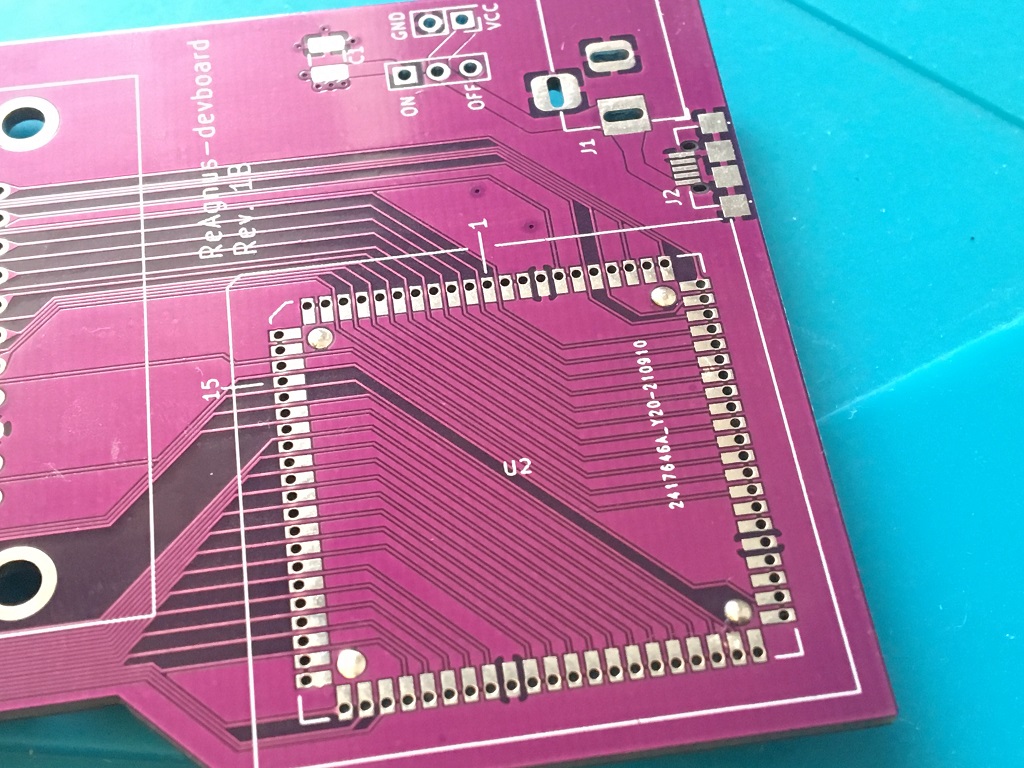 GND
VCC
C1
ON
OFF
J1
J2
ReAgnus-devboard
Rev. 1B
1
15
U2
2417646A_Y20-210910